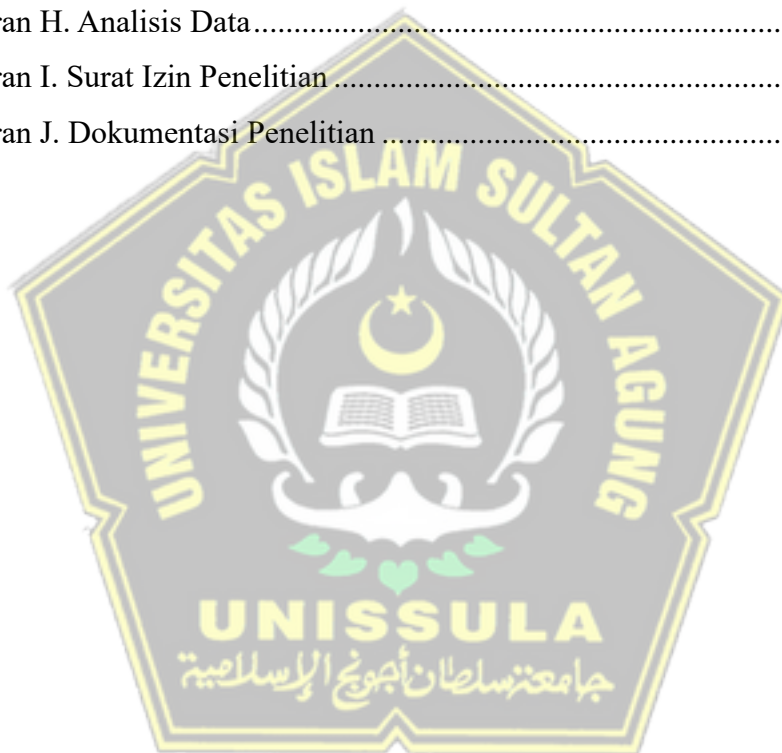 ran H. Analisis Data
ran I. Surat Izin Penelitian
ran J. Dokumentasi Penelitian
UNIVERSITAS ISLAM SULTAN AGUNG
UNISSULA
جامعة سلطان أجونج الإسلامية